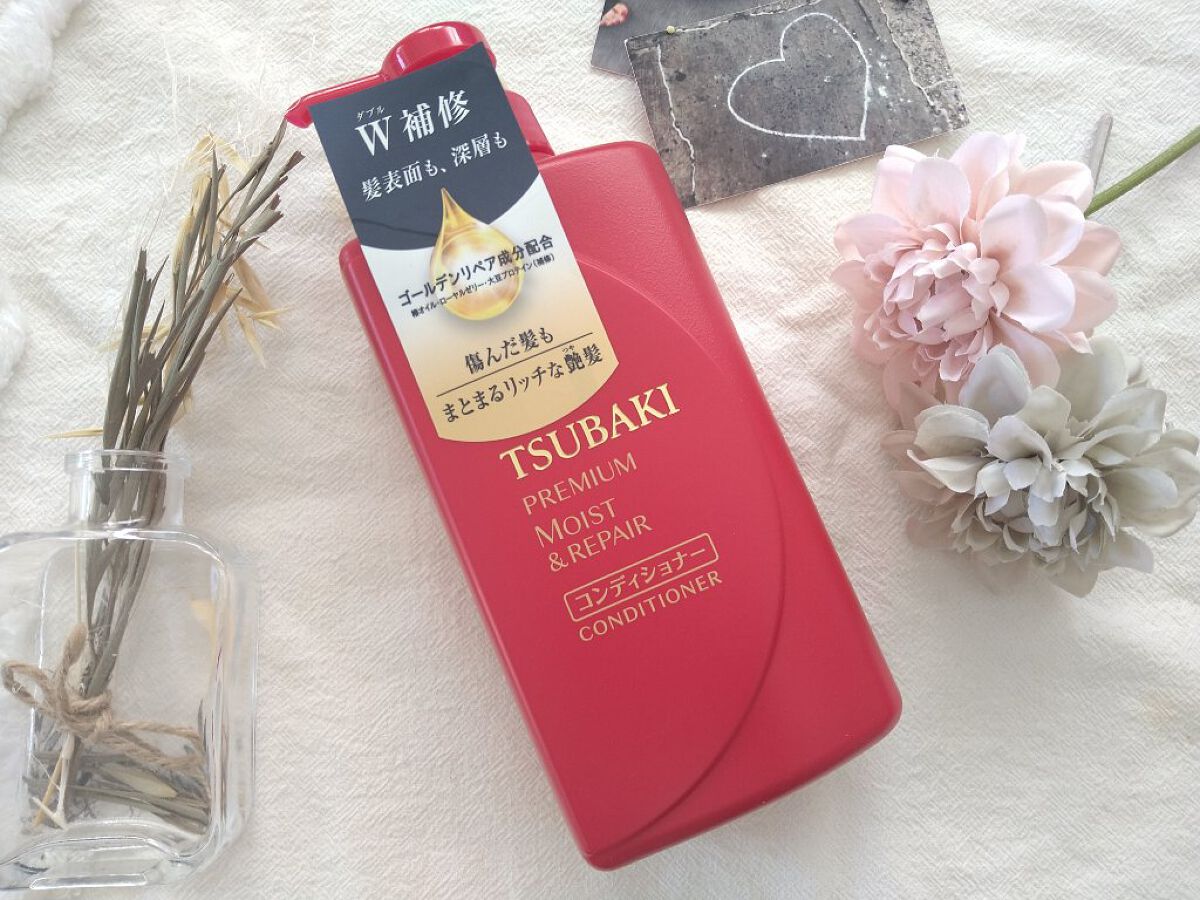 ダブル
W補修
髪表面も、深層も
ゴールデンリペア成分配合
椿オイル・ローヤルゼリー・大豆プロテイン(補修)
傷んだ髪も
つや
まとまるリッチな艶髪
TSUBAKI
PREMIUM
MOIST
&REPAIR
コンディショナー
CONDITIONER